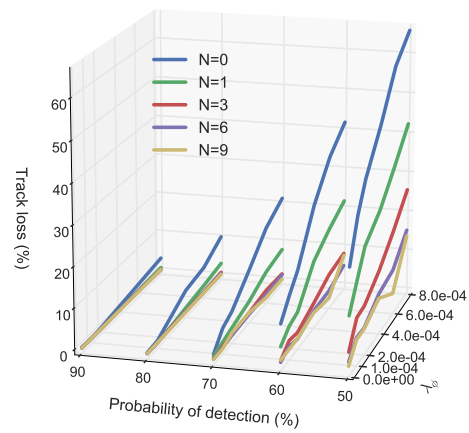 N=0
N=1
N=3
N=6
N=9
60
50
40
30
20
10
0
Track loss (%)
90
80
70
60
50
Probability of detection (%)
8.0e-04
6.0e-04
4.0e-04
2.0e-04
1.0e-04
0.0e+00